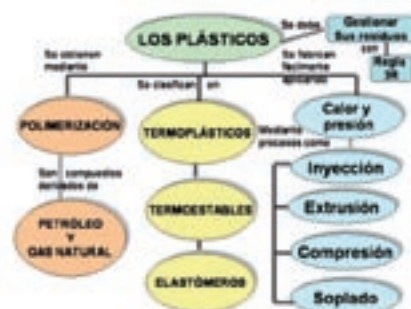 Se debe
Gestionar
Sus residuos
con
Regla
3R
LOS PLÁSTICOS
Se obtienen
mediante
Se clasifican en
Se fabrican
fácilmente
aplicando
POLIMERIZACIÓN
TERMOPLÁSTICOS
Mediante
procesos como
Calor y
presión
Son compuestos
derivados de
PETRÓLEO
Y
GAS NATURAL
TERMOESTABLES
ELASTÓMEROS
Inyección
Extrusión
Compresión
Soplado